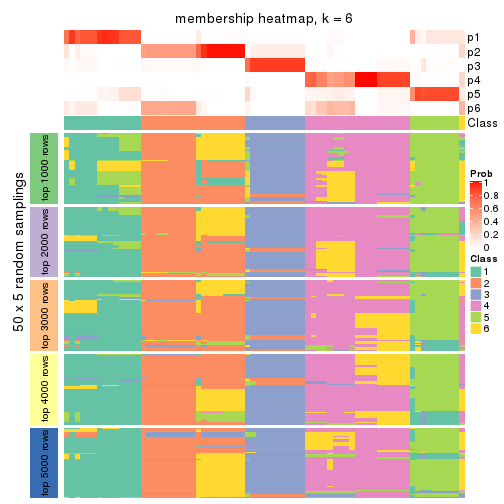 membership heatmap, k = 6
p1
p2
p3
p4
p5
p6
Class
50 x 5 random samplings
top 1000 rows
top 2000 rows
top 3000 rows
top 4000 rows
top 5000 rows
Prob
1
0.8
0.6
0.4
0.2
0
Class
1
2
3
4
5
6